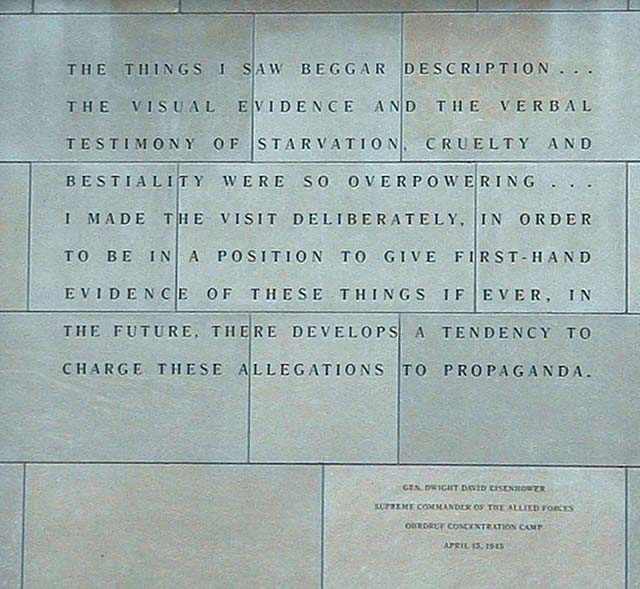 THE THINGS I SAW BEGGAR DESCRIPTION...
THE VISUAL EVIDENCE AND THE VERBAL
TESTIMONY OF STARVATION, CRUELTY AND
BESTIALITY WERE SO OVERPOWERING ...
I MADE THE VISIT DELIBERATELY, IN ORDER
TO BE IN A POSITION TO GIVE FIRST-HAND
EVIDENCE OF THESE THINGS IF EVER, IN
THE FUTURE, THERE DEVELOPS A TENDENCY TO
CHARGE THESE ALLEGATIONS TO PROPAGANDA.
GEN. DWIGHT DAVID EISENHOWER
SUPREME COMMANDER OF THE ALLIED FORCES
OHRDRUF CONCENTRATION CAMP
APRIL 15, 1945